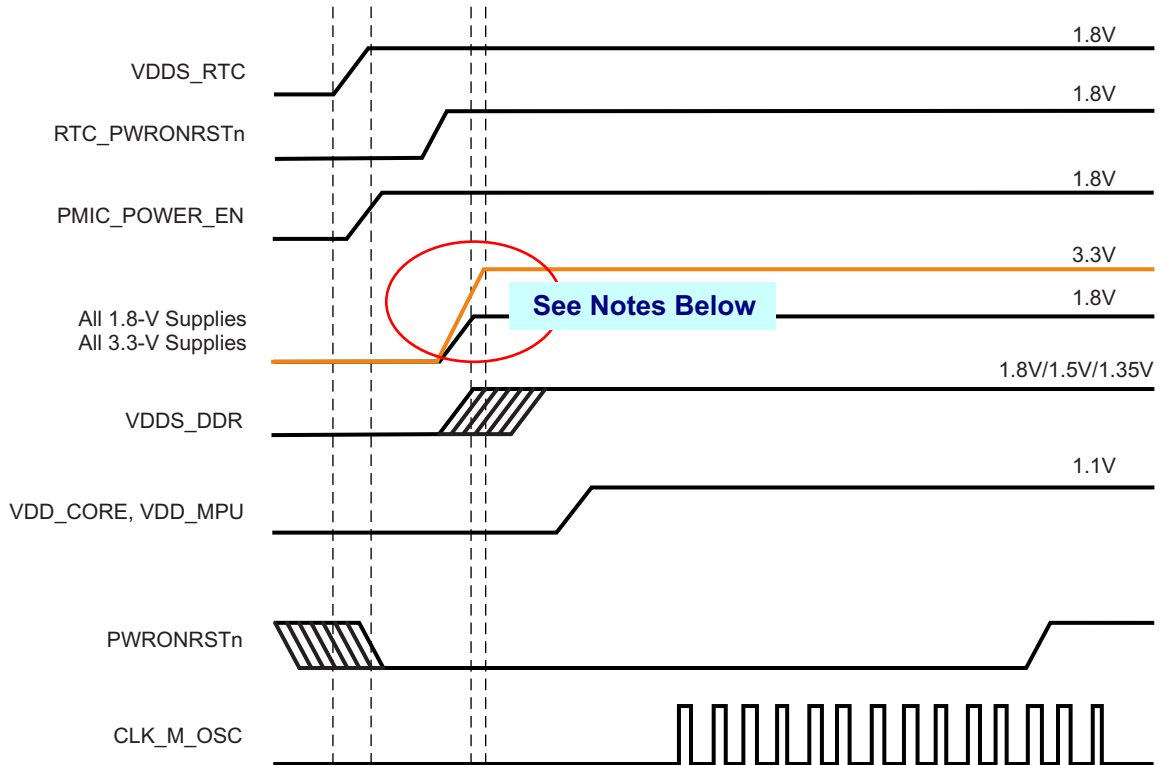 1.8V
VDDS_RTC
1.8V
RTC_PWRONRSTn
1.8V
PMIC_POWER_EN
3.3V
See Notes Below
1.8V
All 1.8-V Supplies
All 3.3-V Supplies
1.8V/1.5V/1.35V
VDDS_DDR
1.1V
VDD_CORE, VDD_MPU
PWRONRSTn
CLK_M_OSC